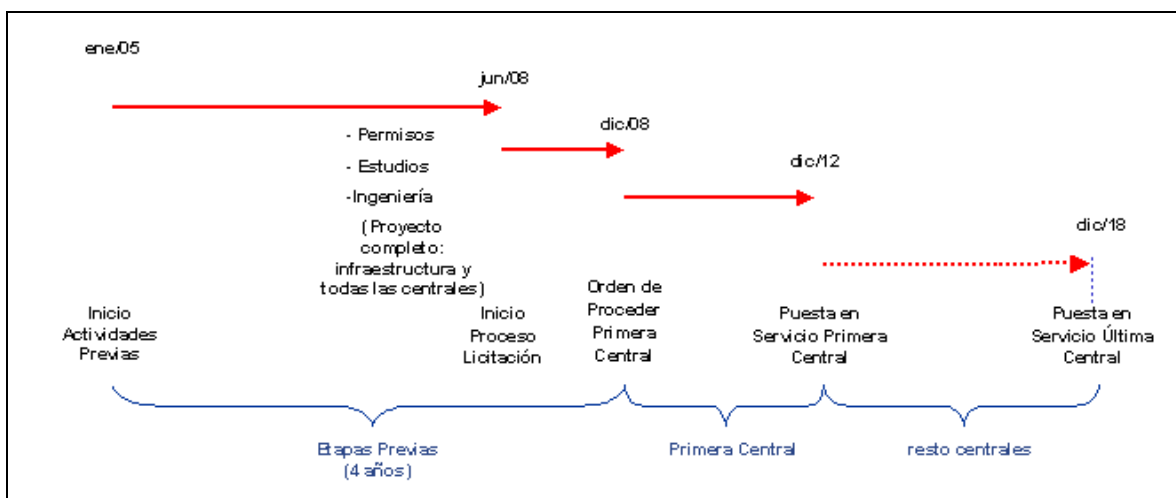 ene/05
jun/08
dic/08
dic/12
dic/18
- Permisos
- Estudios
-Ingeniería
(Proyecto
completo:
infraestructura y
todas las centrales)
Inicio
Actividades
Previas
Inicio
Proceso
Licitación
Orden de
Proceder
Primera
Central
Puesta en
Servicio Primera
Central
Puesta en
Servicio Última
Central
Etapas Previas
(4 años)
Primera Central
resto centrales